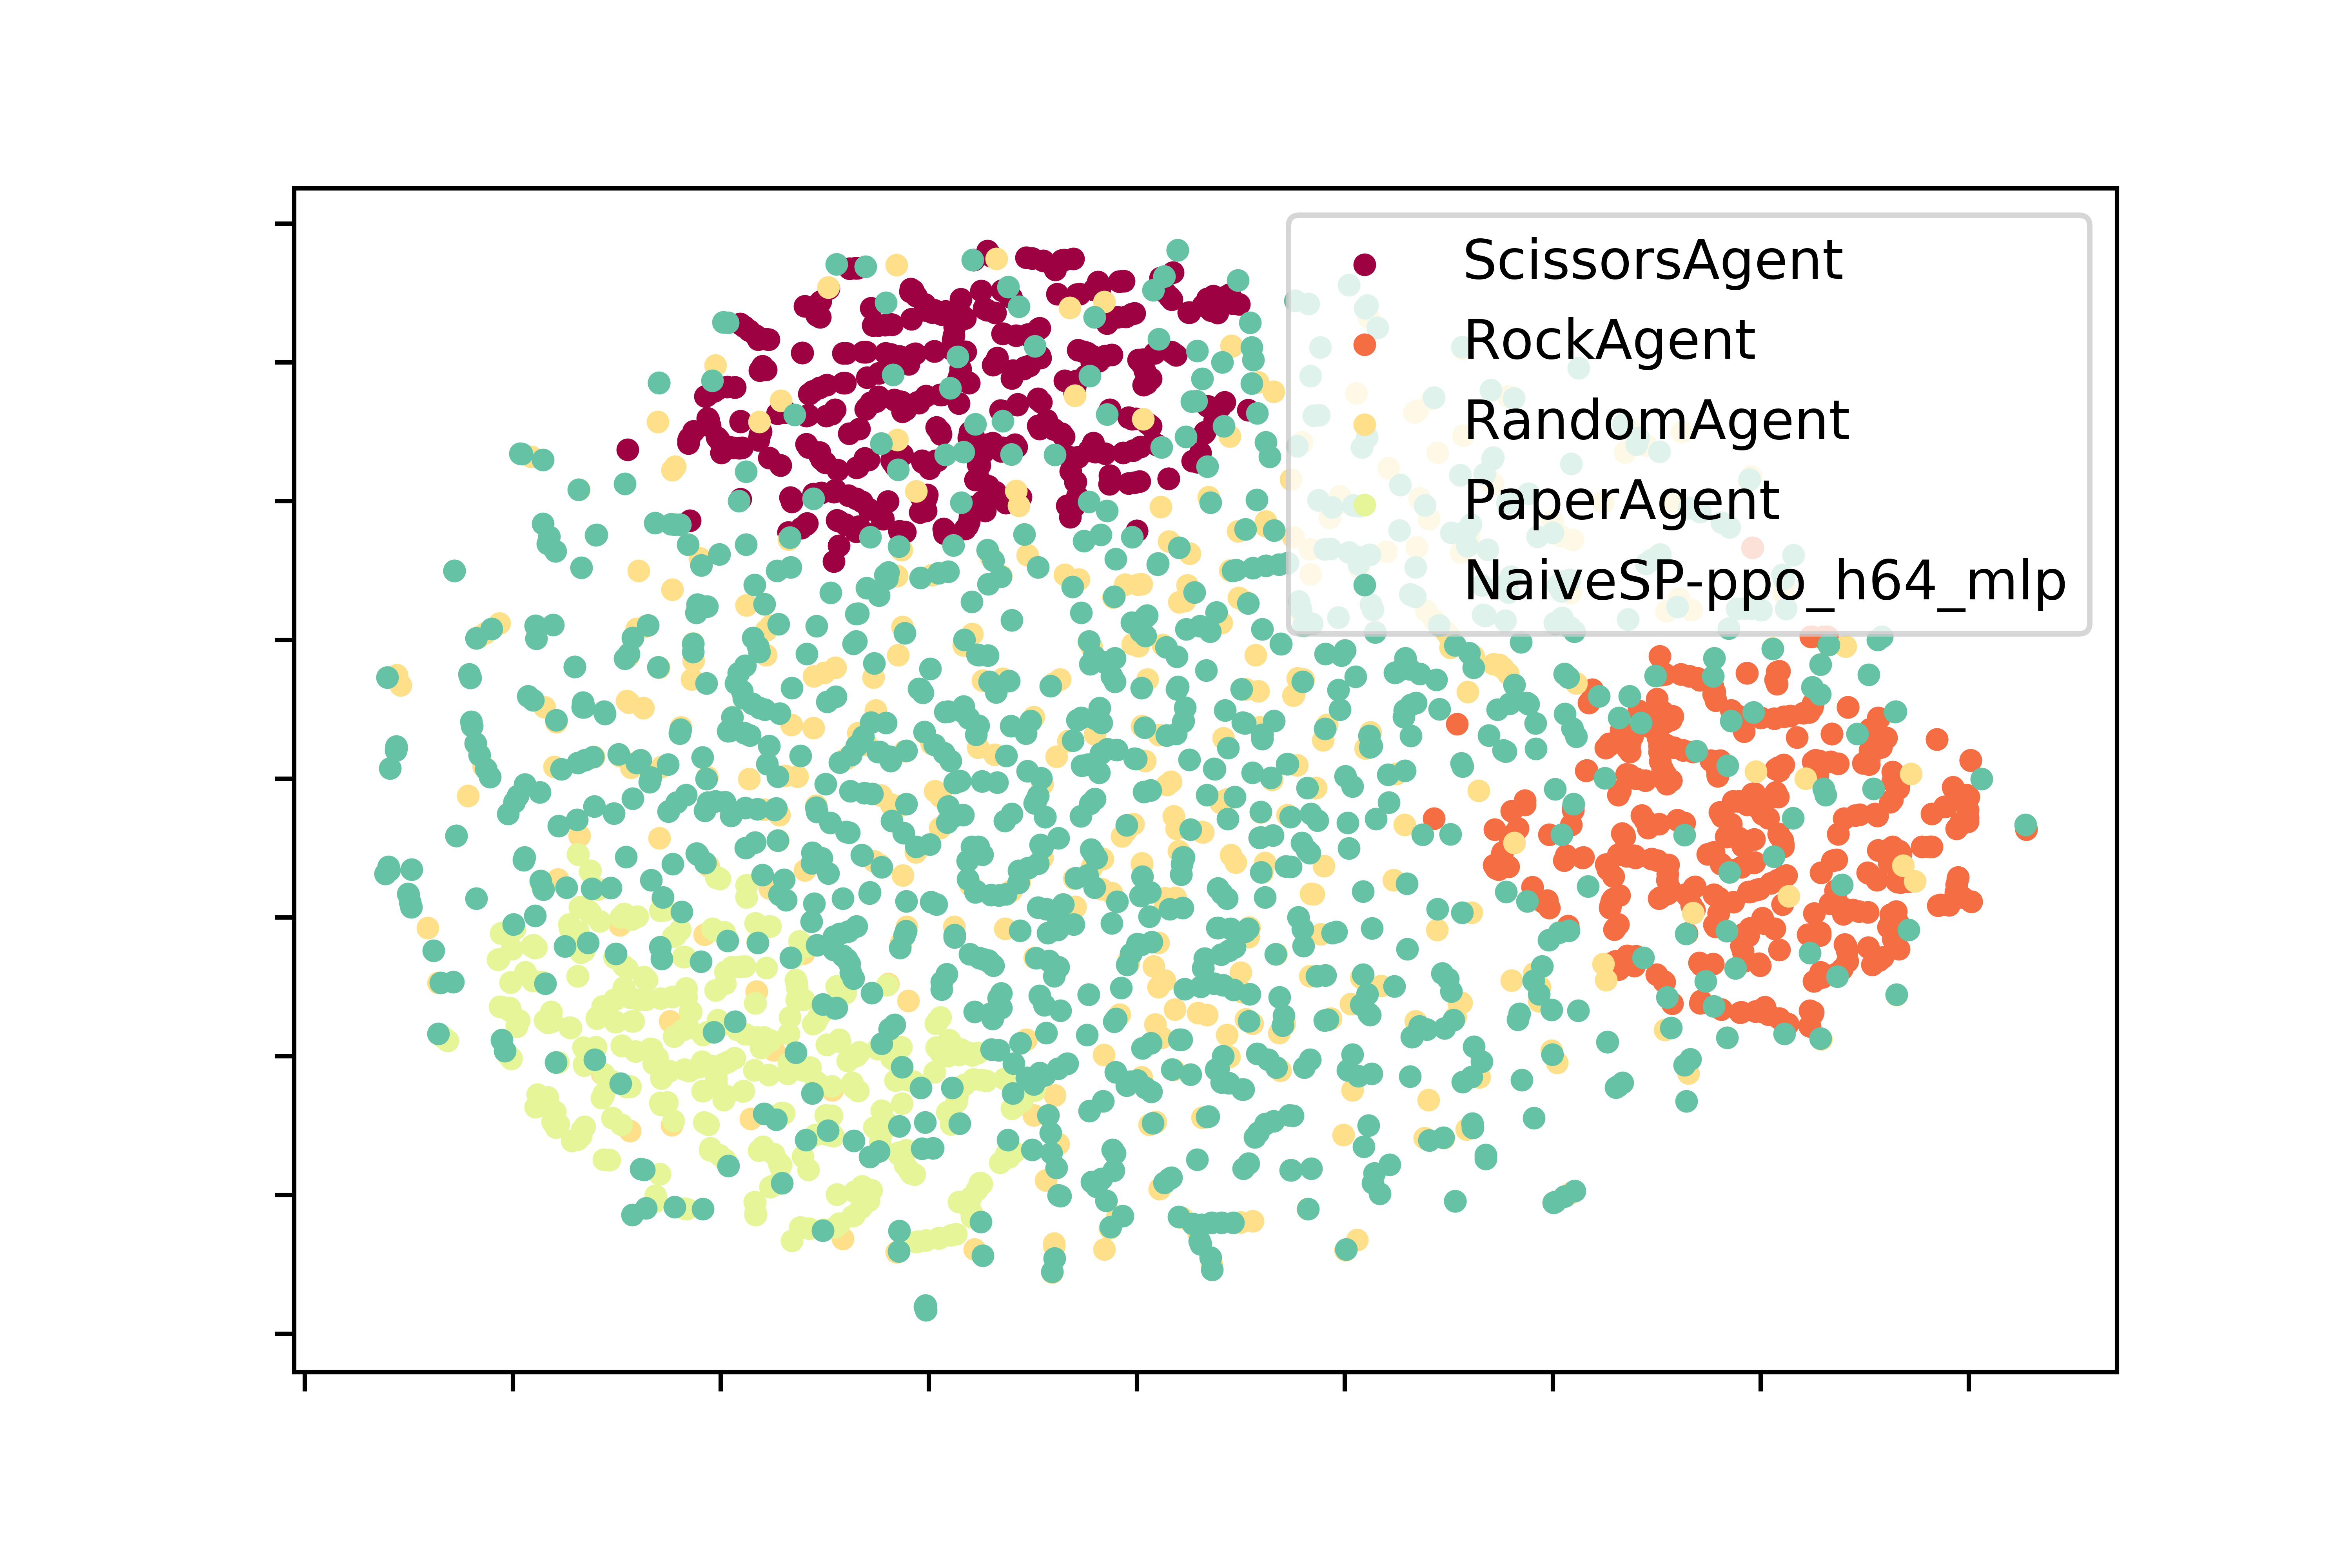 ScissorsAgent
RockAgent
RandomAgent
PaperAgent
NaiveSP-ppo_h64_mlp